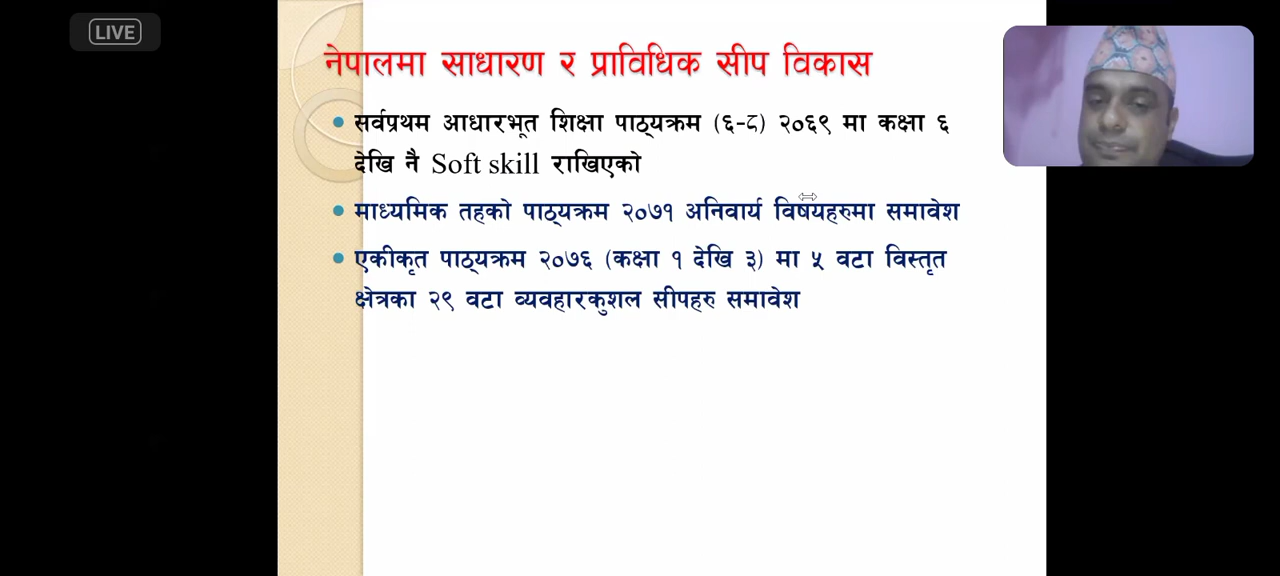 LIVE
नेपालमा साधारण र प्राविधिक सीप विकास
सर्वप्रथम आधारभूत शिक्षा पाठ्यक्रम (६-८) २०६९ मा कक्षा ६
देखि नै Soft skill राखिएको
माध्यमिक तहको पाठ्यक्रम २०७१ अनिवार्य विषयहरुमा समावेश
एकीकृत पाठ्यक्रम २०७६ (कक्षा १ देखि ३) मा ५ वटा विस्तृत
क्षेत्रका २९ वटा व्यवहारकुशल सीपहरु समावेश